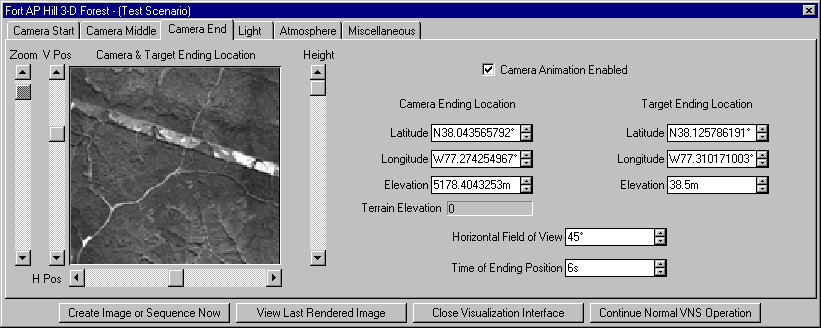 Fort AP Hill 3-D Forest - (Test Scenario)
Camera Start Camera Middle Camera End Light Atmosphere Miscellaneous
Zoom V Pos Camera & Target Ending Location Height
Camera Animation Enabled
Camera Ending Location Target Ending Location
Latitude N38.043565792° Latitude N38.125786191°
Longitude W77.274254967° Longitude W77.310171003°
Elevation 5178.4043253m Elevation 38.5m
Terrain Elevation 0
Horizontal Field of View 45°
Time of Ending Position 6s
H Pos
Create Image or Sequence Now View Last Rendered Image Close Visualization Interface Continue Normal VNS Operation